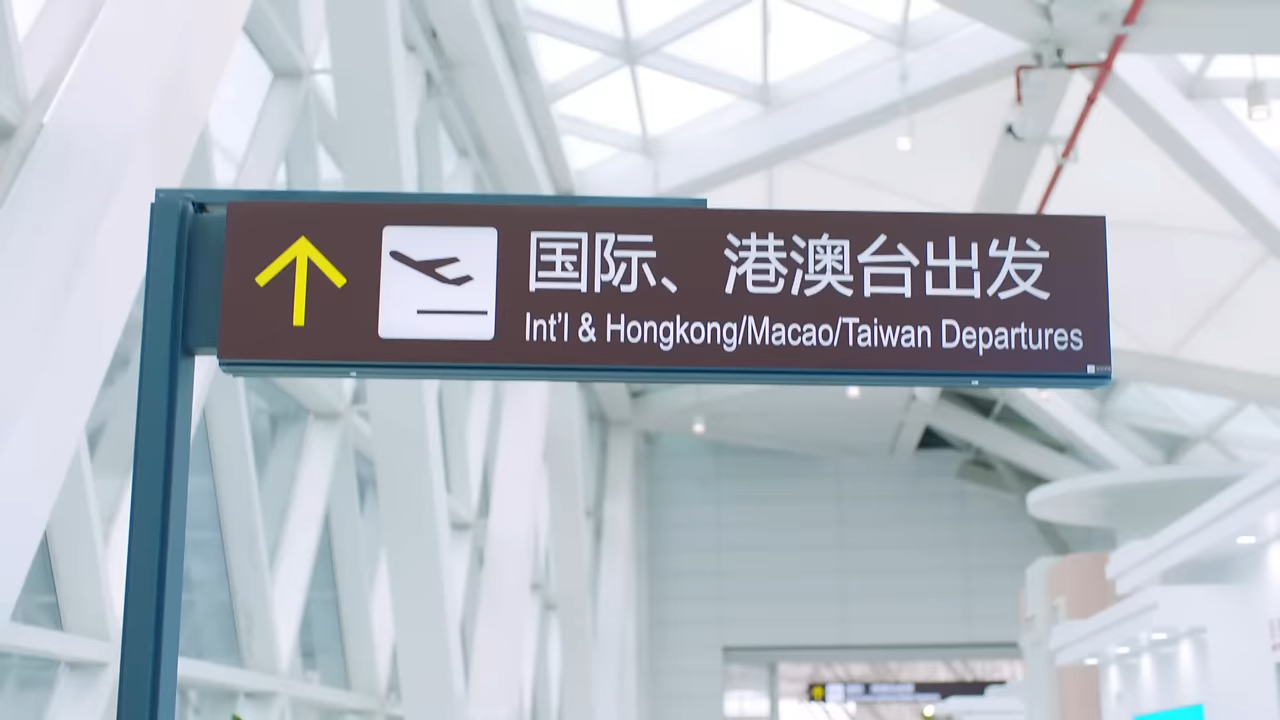 国际、港澳台出发
Int'l & Hongkong/Macao/Taiwan Departures